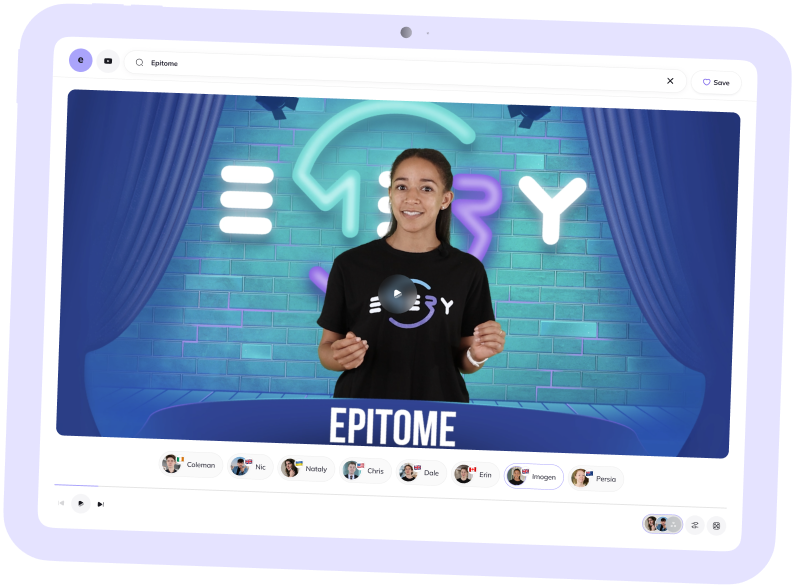 e
Epitome
Save
EPITOME
Coleman
Nic
Nataly
Chris
Dale
Erin
Imogen
Persia